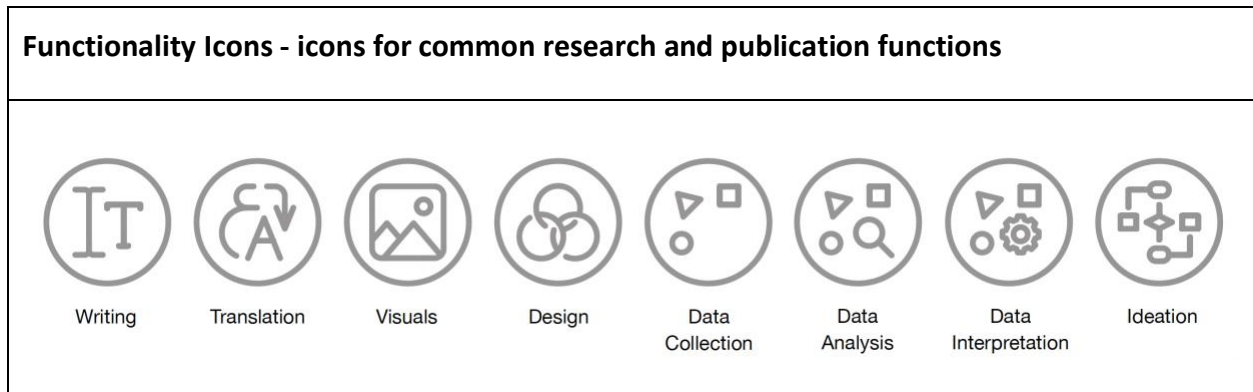 Functionality Icons - icons for common research and publication functions
IT
A
Writing
Translation
Visuals
Design
Data
Collection
Data
Analysis
Data
Interpretation
Ideation